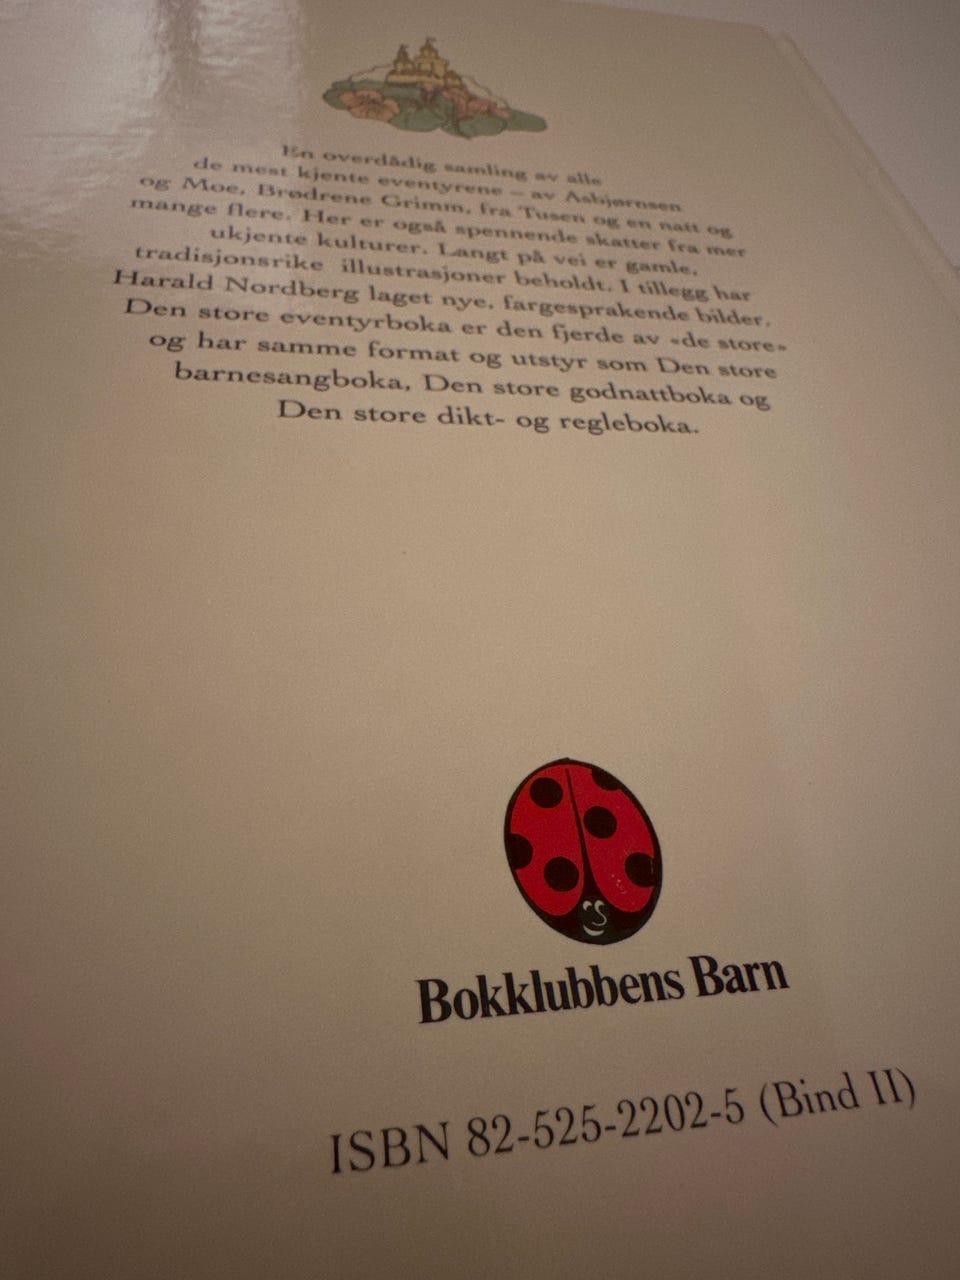 En overdådig samling av alle
de mest kjente eventyrene – av Asbjørnsen
og Moe, Brødrene Grimm, fra Tusen og en natt og
mange flere. Her er også spennende skatter fra mer
ukjente kulturer. Langt på vei er gamle,
tradisjonsrike illustrasjoner beholdt. I tillegg har
Harald Nordberg laget nye, fargesprakende bilder.
Den store eventyrboka er den fjerde av «de store»
og har samme format og utstyr som Den store
barnesangboka, Den store godnattboka og
Den store dikt- og regleboka.
Bokklubbens Barn
ISBN 82-525-2202-5 (Bind II)